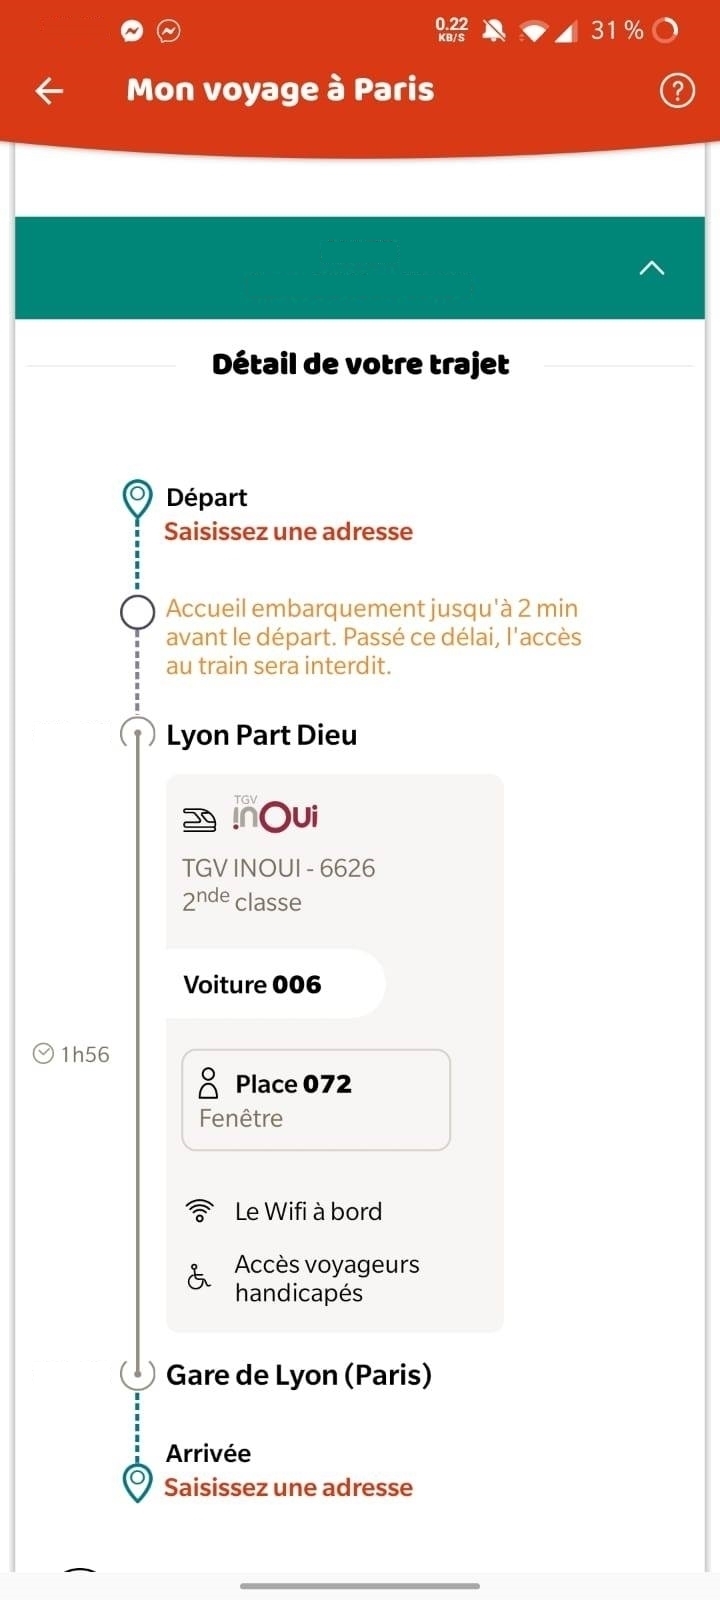 0.22
KB/S
31 %
Mon voyage à Paris
?
Détail de votre trajet
Départ
Saisissez une adresse
Accueil embarquement jusqu'à 2 min
avant le départ. Passé ce délai, l'accès
au train sera interdit.
Lyon Part Dieu
TGV
inOui
TGV INOUI - 6626
2nde classe
Voiture 006
1h56
Place 072
Fenêtre
Le Wifi à bord
Accès voyageurs
handicapés
Gare de Lyon (Paris)
Arrivée
Saisissez une adresse